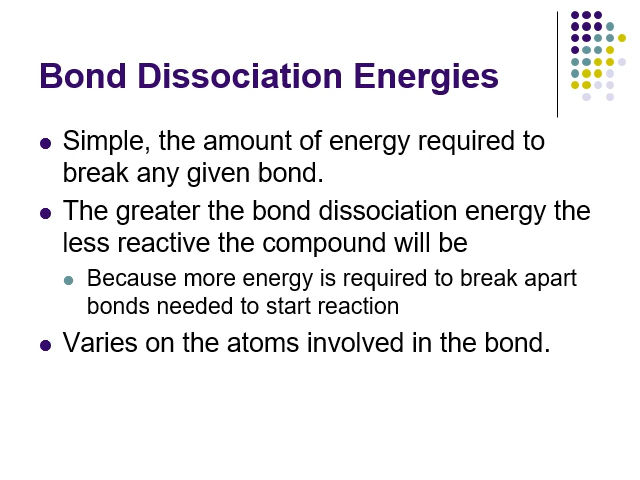 Bond Dissociation Energies
Simple, the amount of energy required to
break any given bond.
The greater the bond dissociation energy the
less reactive the compound will be
Because more energy is required to break apart
bonds needed to start reaction
Varies on the atoms involved in the bond.